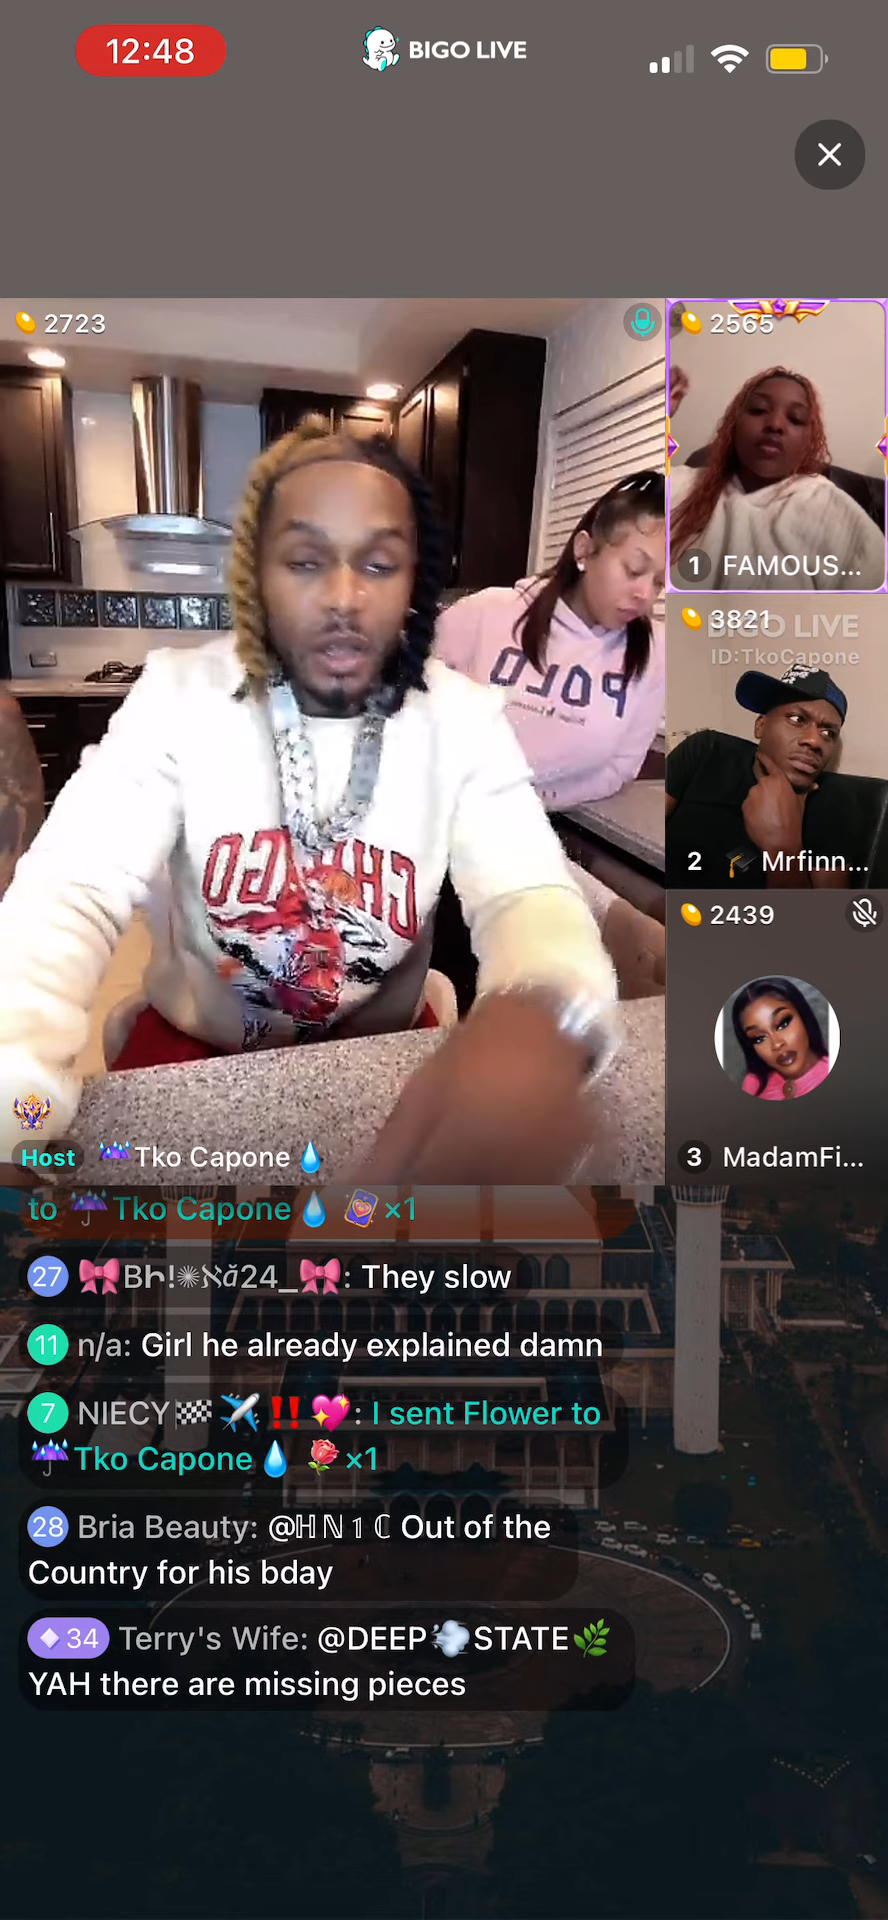 12:48
BIGO LIVE
2723
2565
1 FAMOUS...
3821
BIGO LIVE
ID:TkoCapone
2 🎓 Mrfinn...
2439
3 MadamFi...
POLO
CHICAGO
Host ☔Tko Capone💧
to ☔Tko Capone💧 ×1
27 🎀Bհ!✺ℵă24_🎀: They slow
11 n/a: Girl he already explained damn
7 NIECY🏁✈️‼️💖: I sent Flower to
☔Tko Capone💧 🌹×1
28 Bria Beauty: @ℍℕ𝟙ℂ Out of the
Country for his bday
34 Terry's Wife: @DEEP💨STATE🌿
YAH there are missing pieces